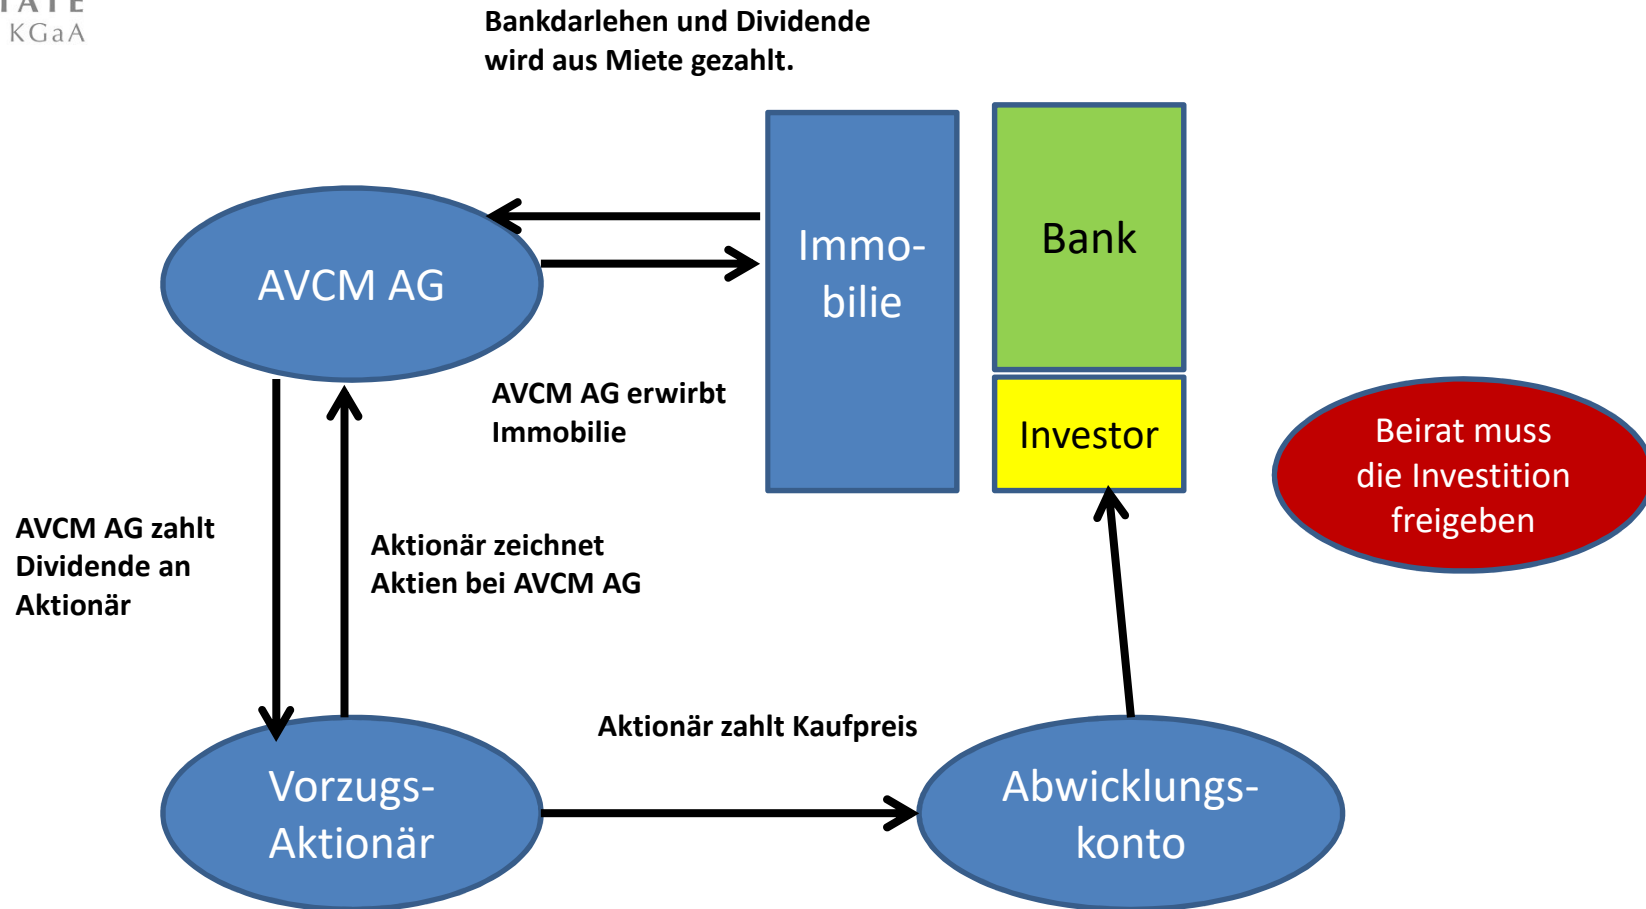 KGaA
Bankdarlehen und Dividende
wird aus Miete gezahlt.
Immo-
bilie
Bank
AVCM AG
AVCM AG erwirbt
Immobilie
Investor
Beirat muss
die Investition
freigeben
AVCM AG zahlt
Dividende an
Aktionär
Aktionär zeichnet
Aktien bei AVCM AG
Aktionär zahlt Kaufpreis
Vorzugs-
Aktionär
Abwicklungs-
konto